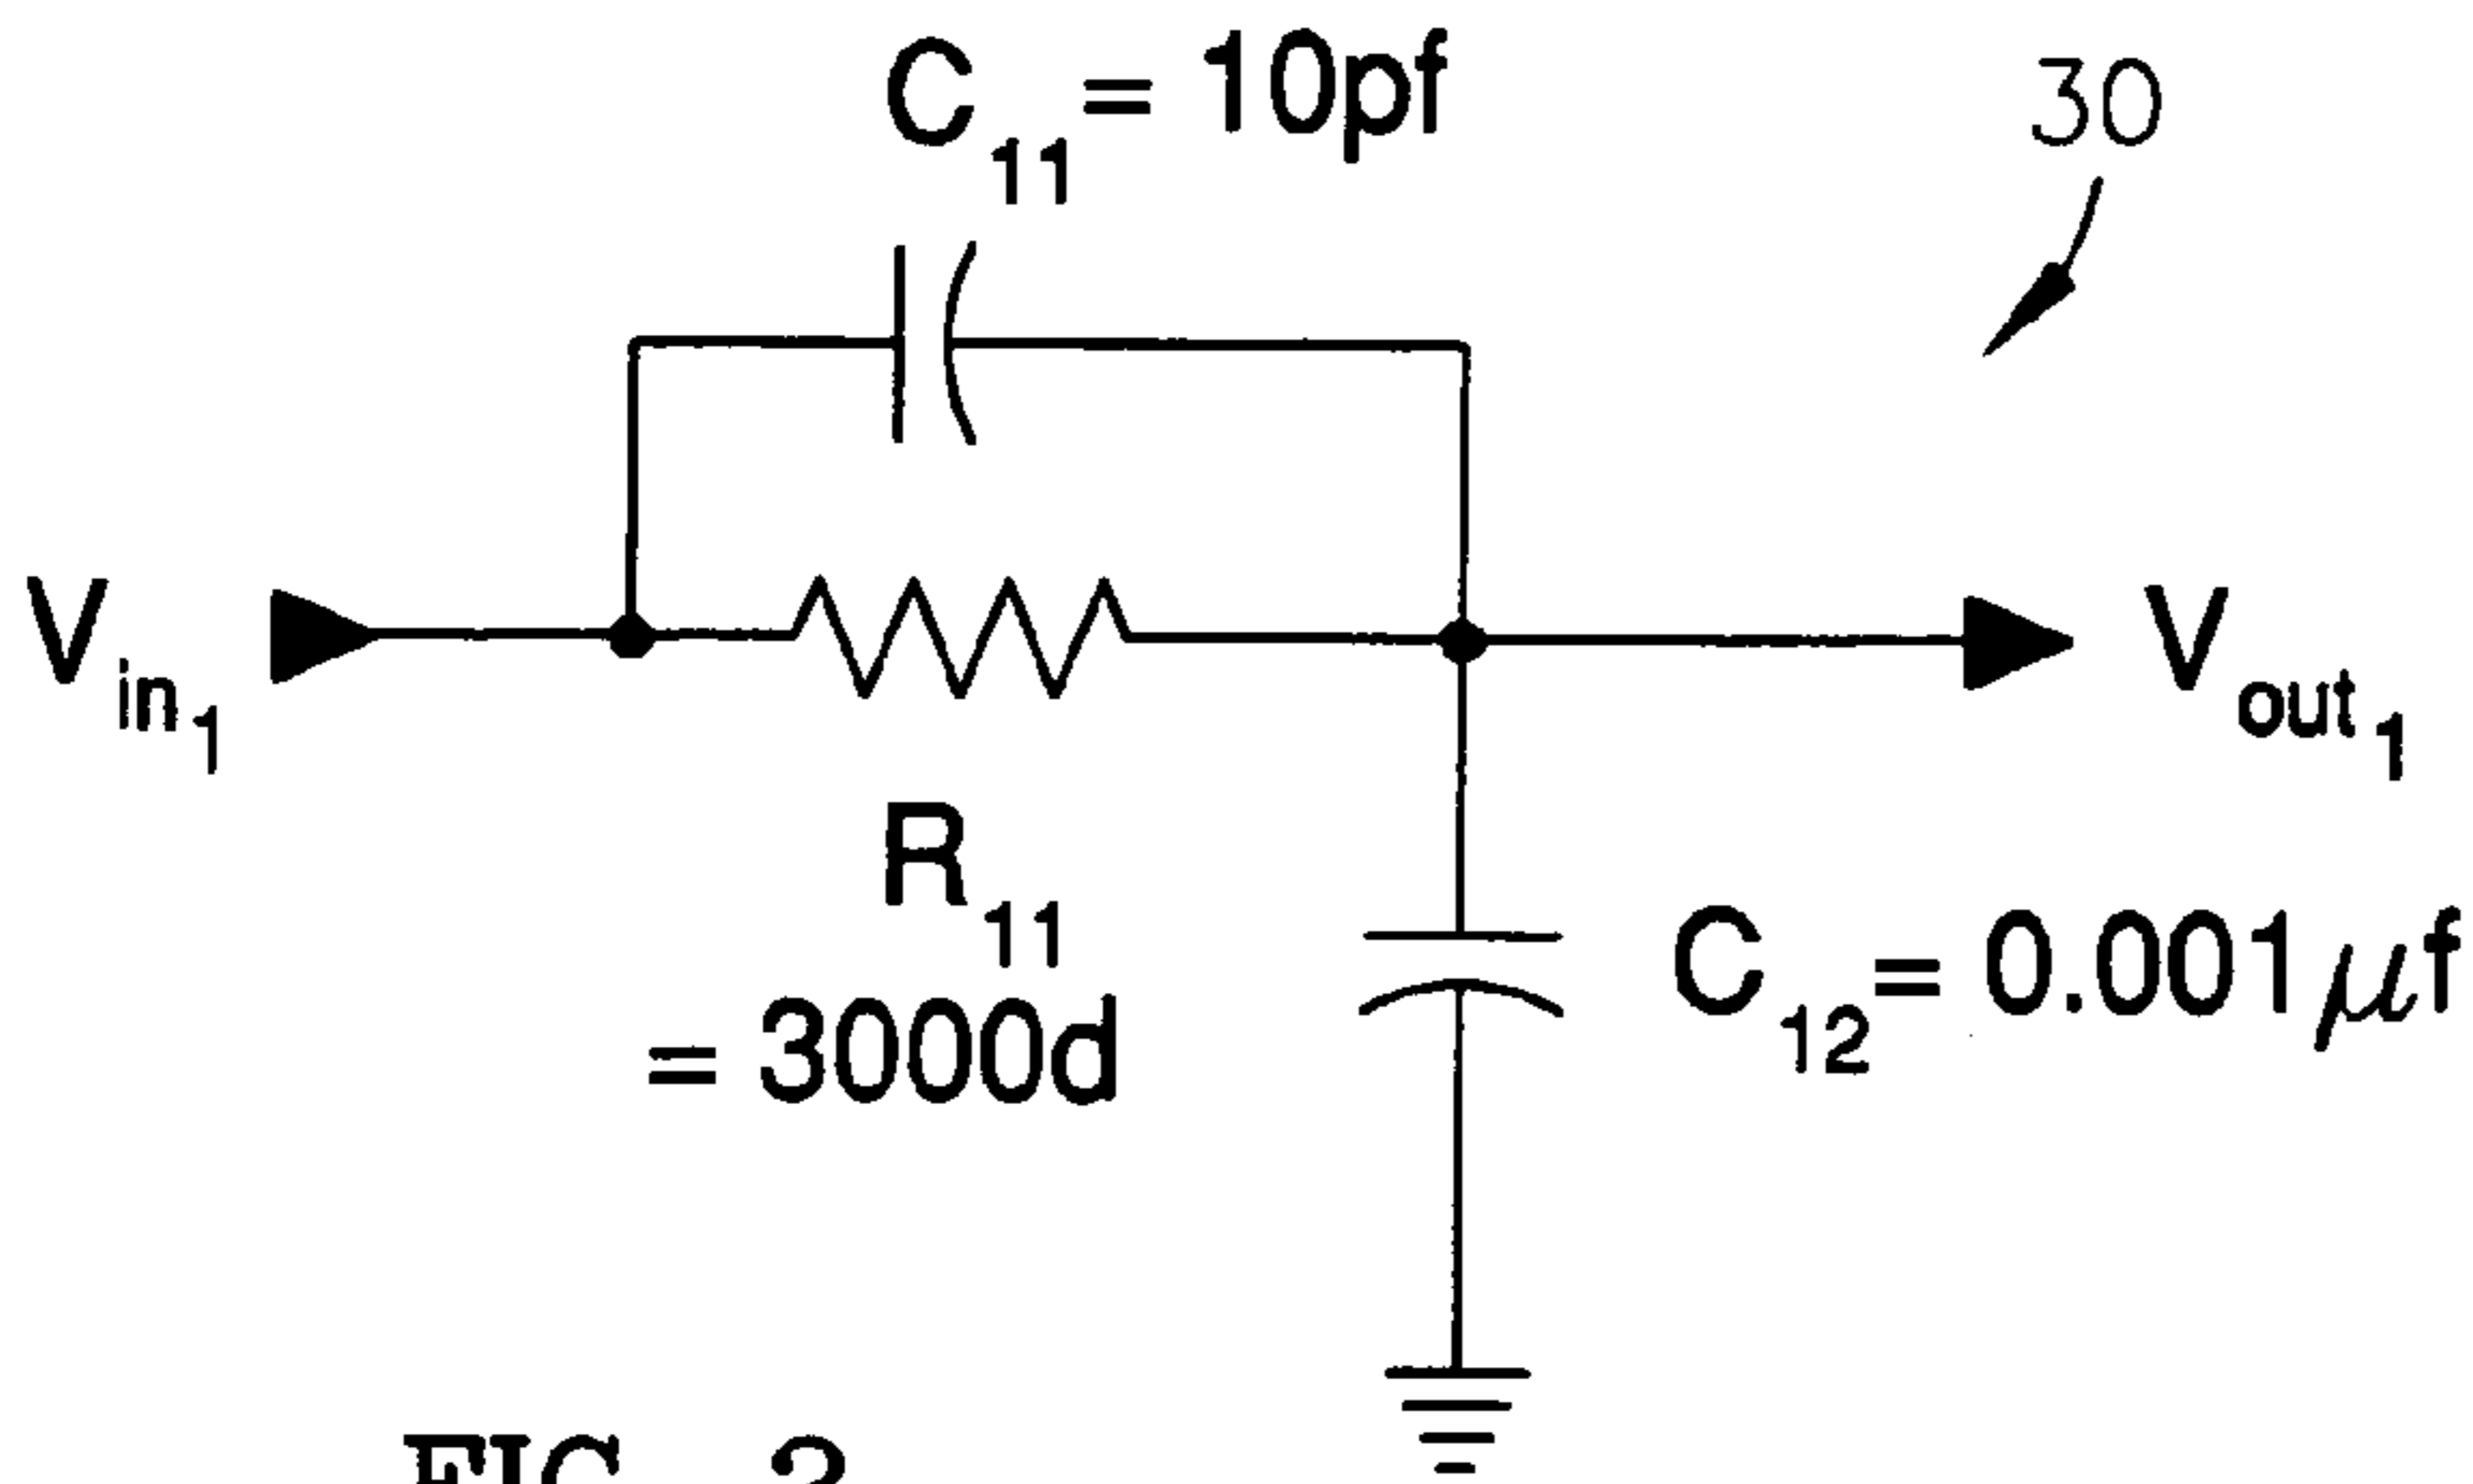 C11 = 10pf
30
Vin1
Vout1
R11
= 3000d
C12 = 0.001μf